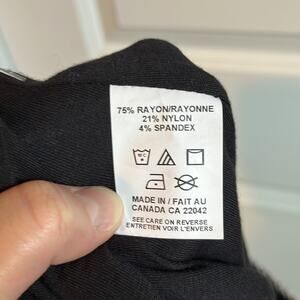 75% RAYON/RAYONNE
21% NYLON
4% SPANDEX
MADE IN / FAIT AU
CANADA CA 22042
SEE CARE ON REVERSE
ENTRETIEN VOIR L'ENVERS